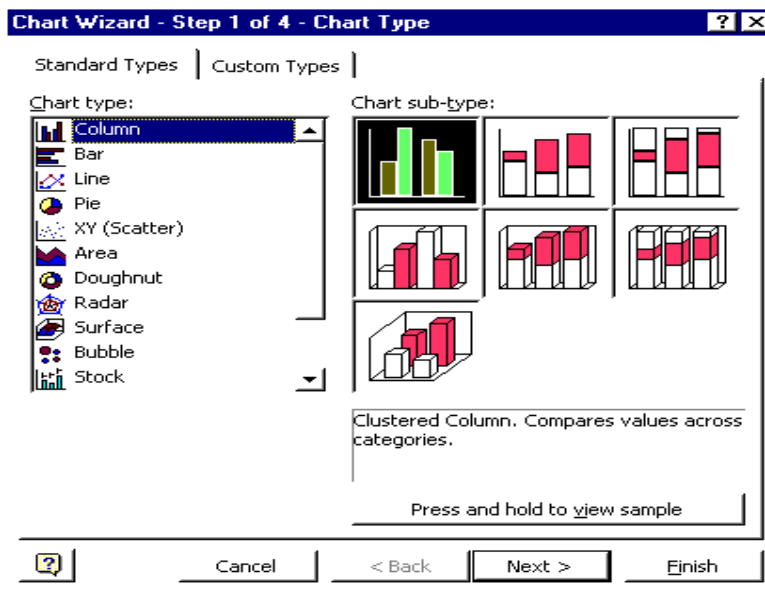 Chart Wizard - Step 1 of 4 - Chart Type
Standard Types
Custom Types
Chart type:
Column
Bar
Line
Pie
XY (Scatter)
Area
Doughnut
Radar
Surface
Bubble
Stock
Chart sub-type:
Clustered Column. Compares values across
categories.
Press and hold to view sample
Cancel
< Back
Next >
Finish